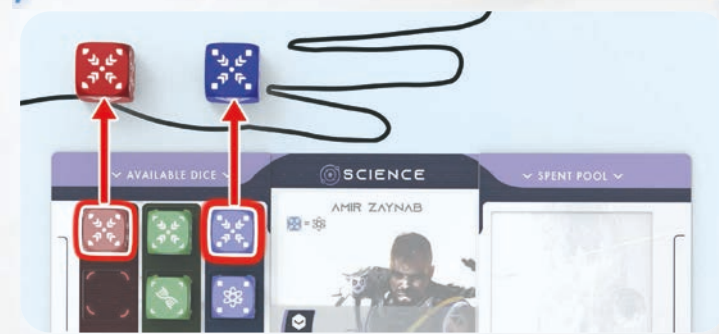 AVAILABLE DICE
SCIENCE
SPENT POOL
AMIR ZAYNAB
=